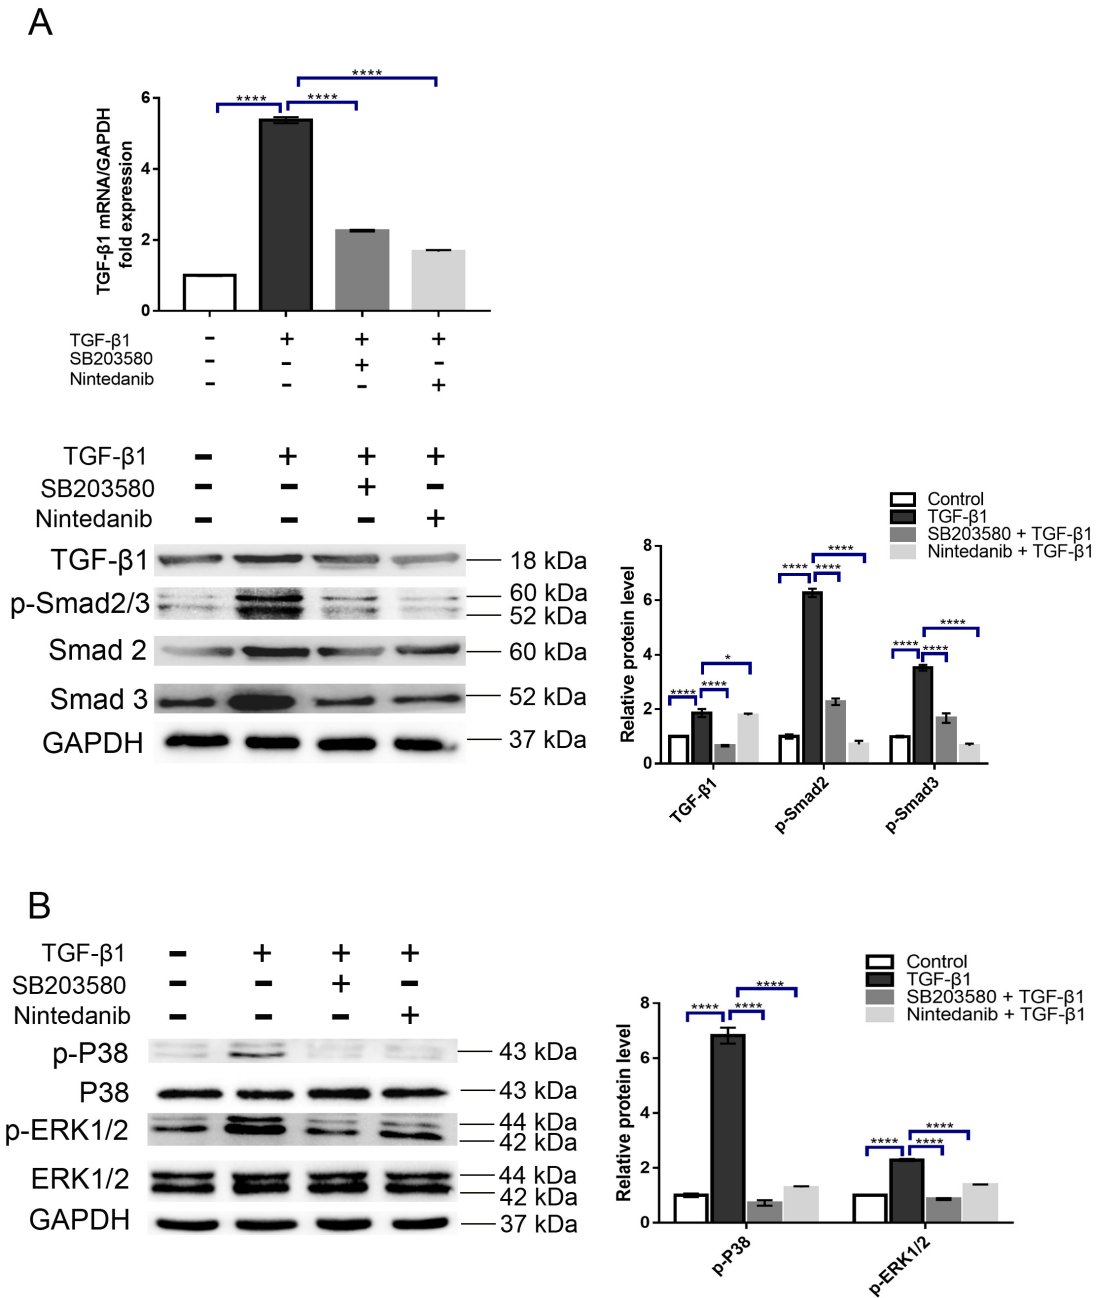 A
TGF-β1 mRNA/GAPDH
fold expression
6
4
2
0
****
****
****
TGF-β1 - + + +
SB203580 - - + -
Nintedanib - - - +
TGF-β1 - + + +
SB203580 - - + -
Nintedanib - - - +
TGF-β1 18 kDa
p-Smad2/3 60 kDa
52 kDa
Smad 2 60 kDa
Smad 3 52 kDa
GAPDH 37 kDa
Control
TGF-β1
SB203580 + TGF-β1
Nintedanib + TGF-β1
Relative protein level
8
6
4
2
0
**** **** *
**** **** ****
**** **** ****
TGF-β1
p-Smad2
p-Smad3
B
TGF-β1 - + + +
SB203580 - - + -
Nintedanib - - - +
p-P38 43 kDa
P38 43 kDa
p-ERK1/2 44 kDa
42 kDa
ERK1/2 44 kDa
42 kDa
GAPDH 37 kDa
Control
TGF-β1
SB203580 + TGF-β1
Nintedanib + TGF-β1
Relative protein level
8
6
4
2
0
**** **** ****
**** **** ****
p-P38
p-ERK1/2